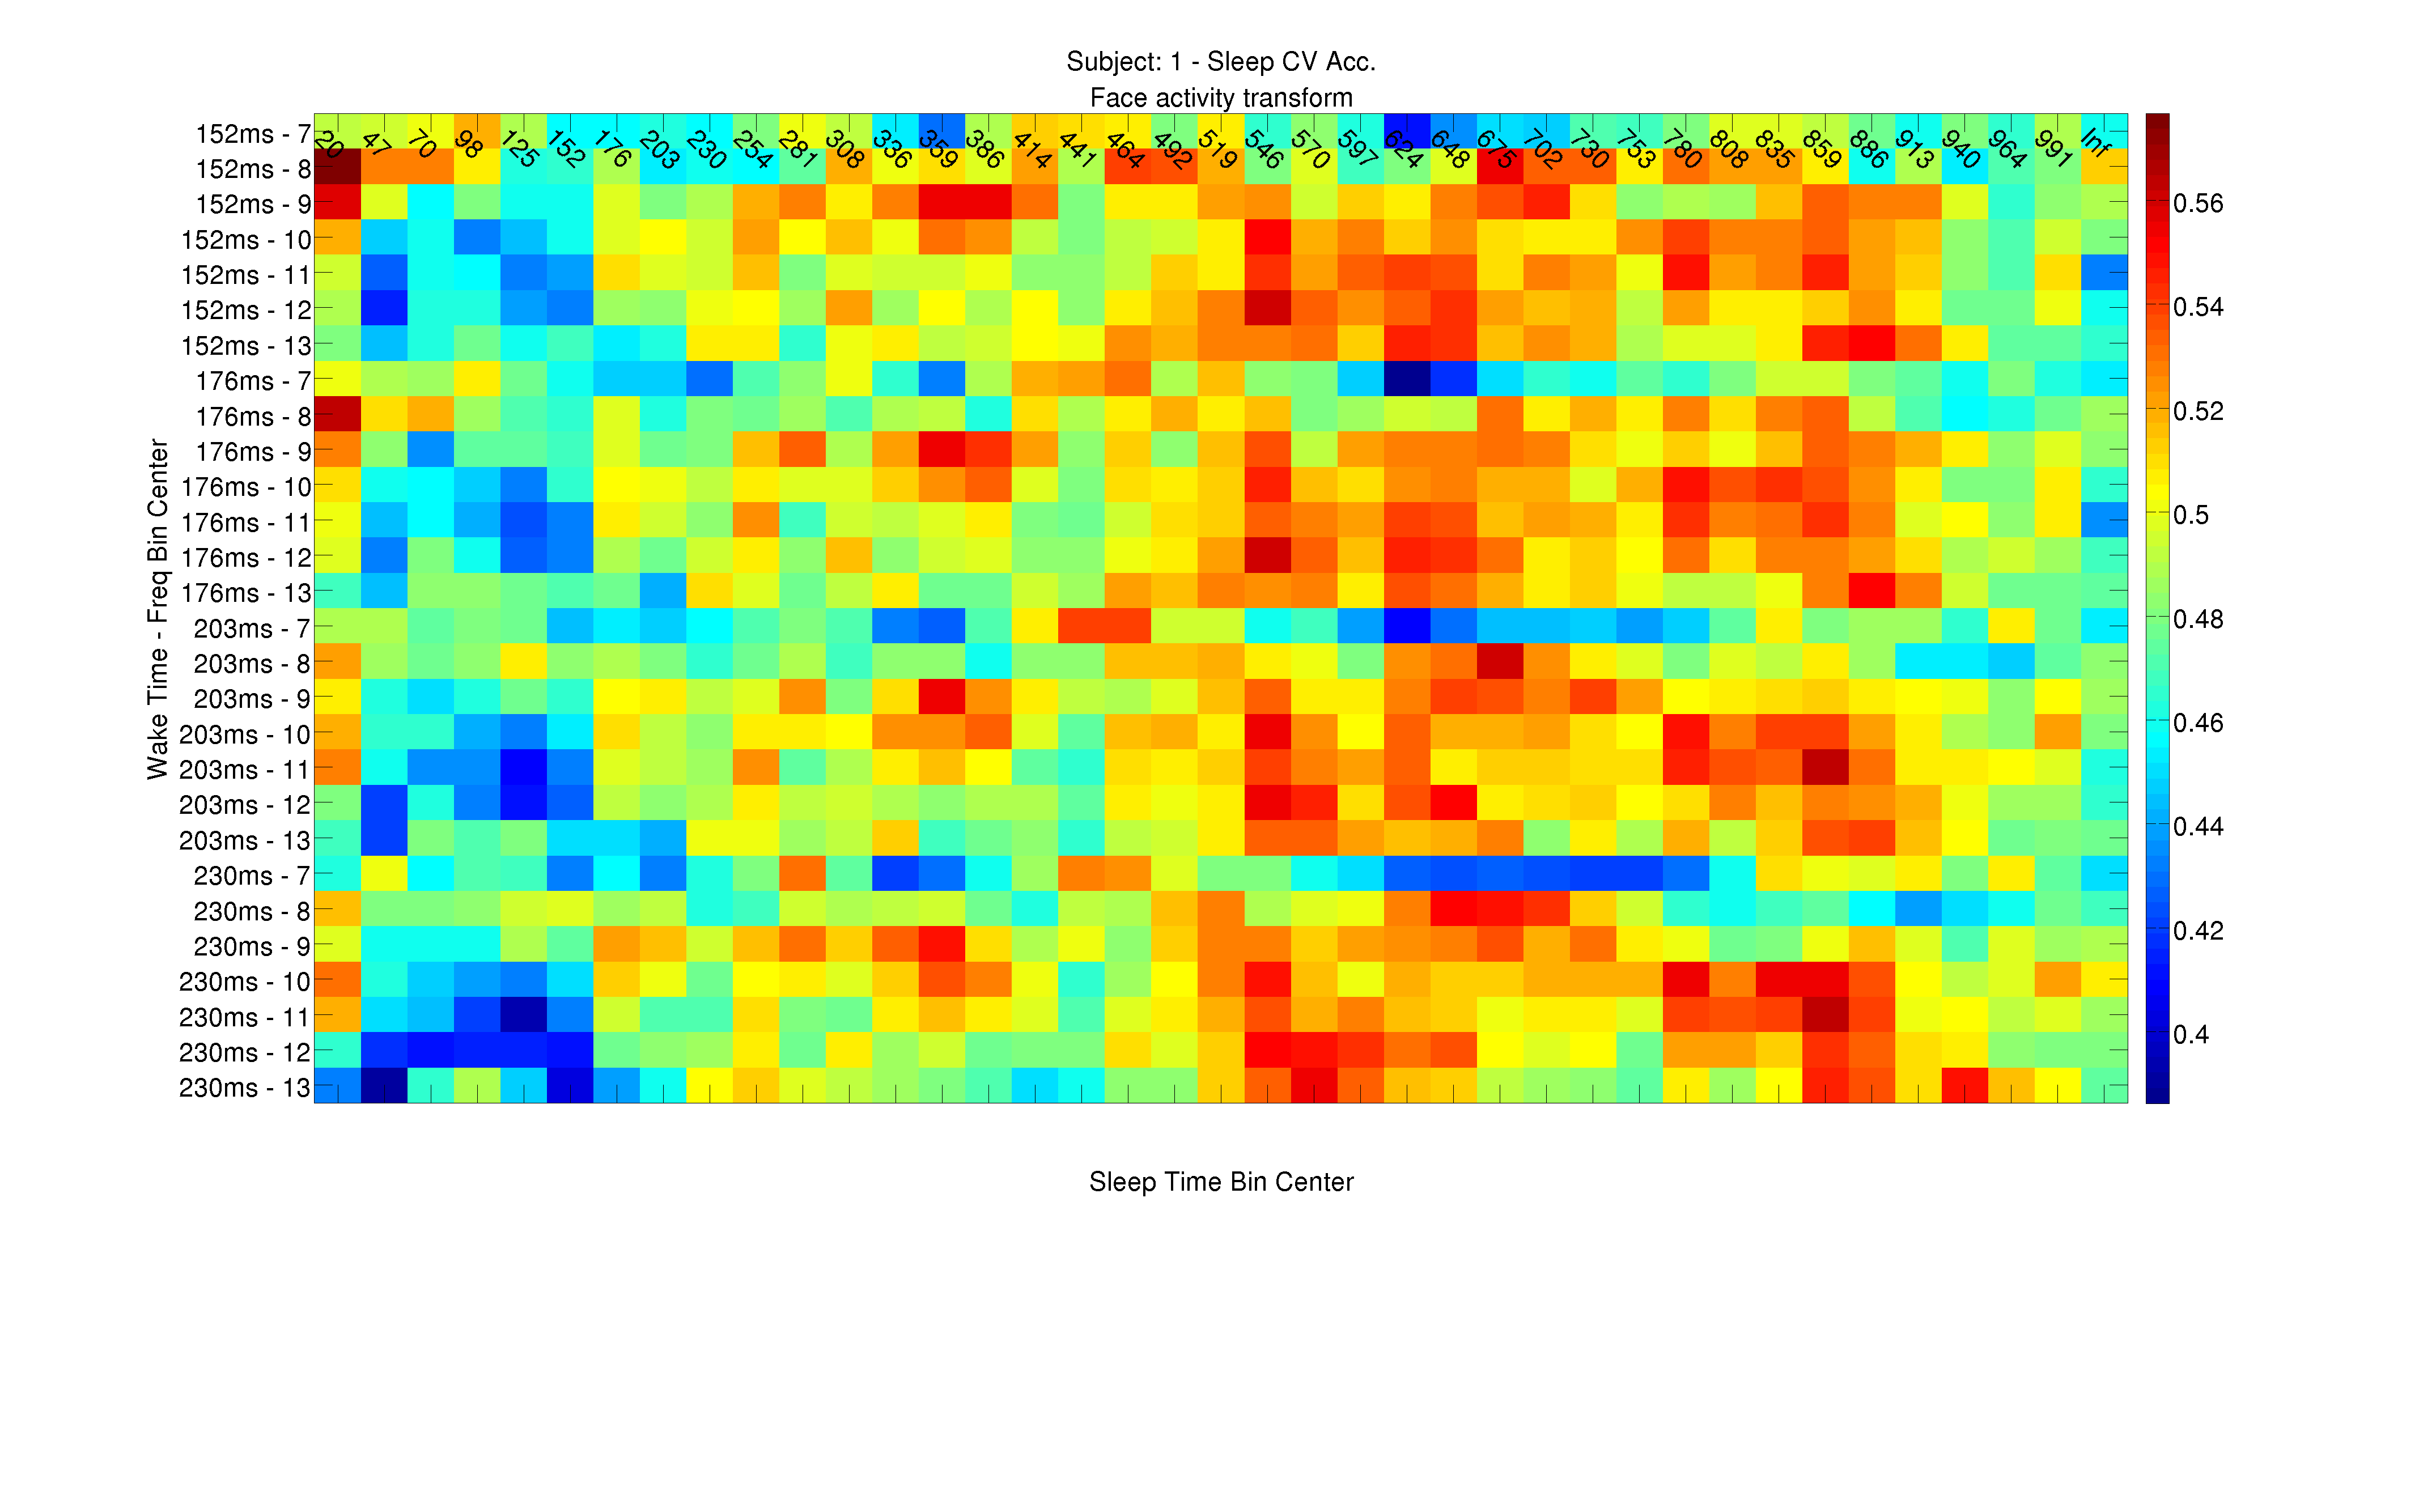 Subject: 1 - Sleep CV Acc.
Face activity transform
20 47 70 98 125 152 176 203 230 254 281 308 336 359 386 414 441 464 492 519 546 570 597 624 648 675 702 730 753 780 808 835 859 886 913 940 964 991 Inf
152ms - 7
152ms - 8
152ms - 9
152ms - 10
152ms - 11
152ms - 12
152ms - 13
176ms - 7
176ms - 8
176ms - 9
176ms - 10
176ms - 11
176ms - 12
176ms - 13
203ms - 7
203ms - 8
203ms - 9
203ms - 10
203ms - 11
203ms - 12
203ms - 13
230ms - 7
230ms - 8
230ms - 9
230ms - 10
230ms - 11
230ms - 12
230ms - 13
Wake Time - Freq Bin Center
0.56
0.54
0.52
0.5
0.48
0.46
0.44
0.42
0.4
Sleep Time Bin Center